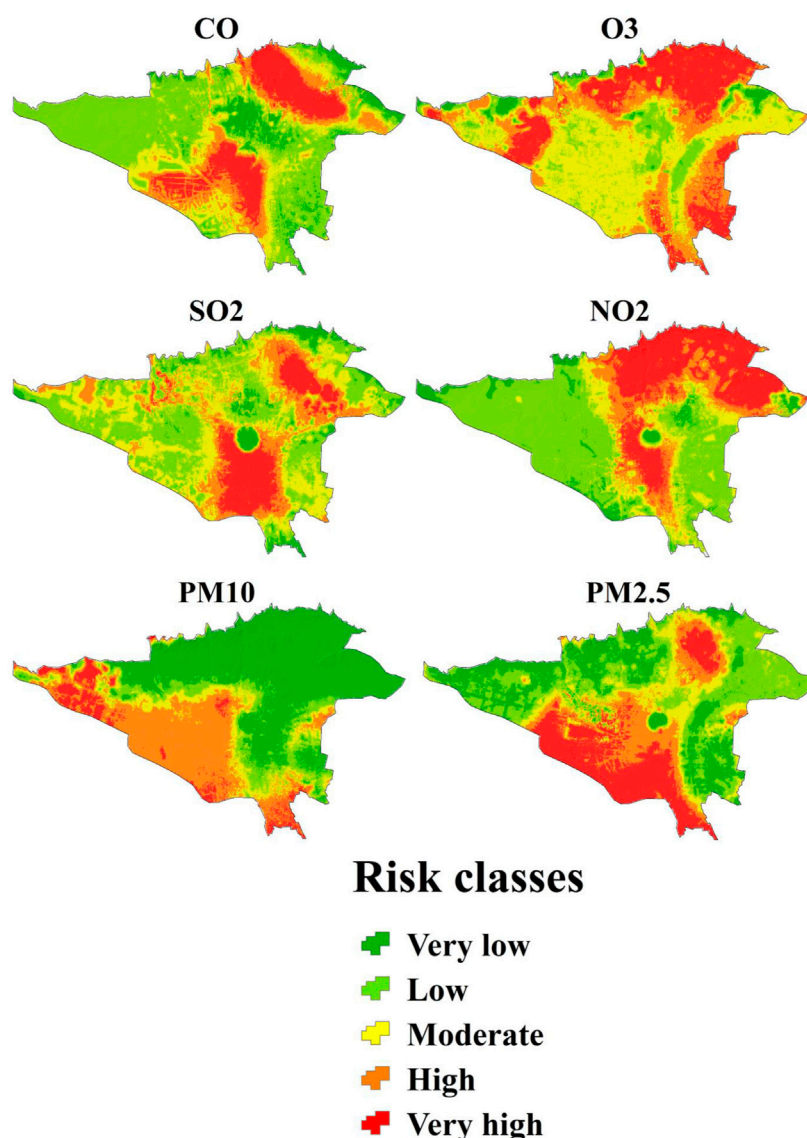 CO
O3
SO2
NO2
PM10
PM2.5
Risk classes
Very low
Low
Moderate
High
Very high